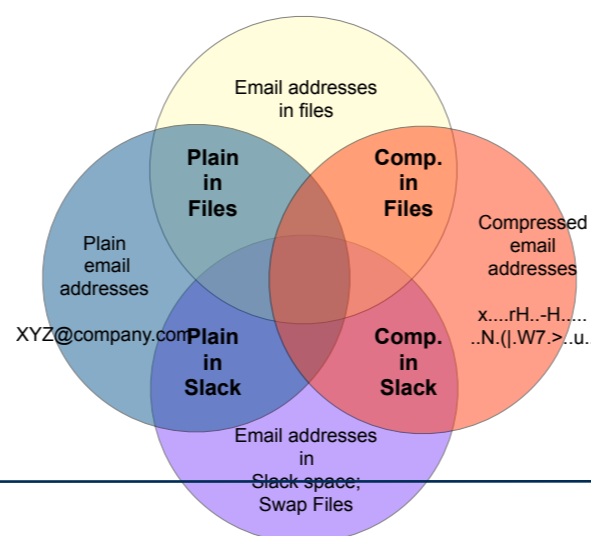 Email addresses
in files
Plain
in
Files
Comp.
in
Files
Plain
email
addresses
XYZ@company.com
Compressed
email
addresses
x....rH..-H.....
..N.(|.W7.>..u..
Plain
in
Slack
Comp.
in
Slack
Email addresses
in
Slack space;
Swap Files